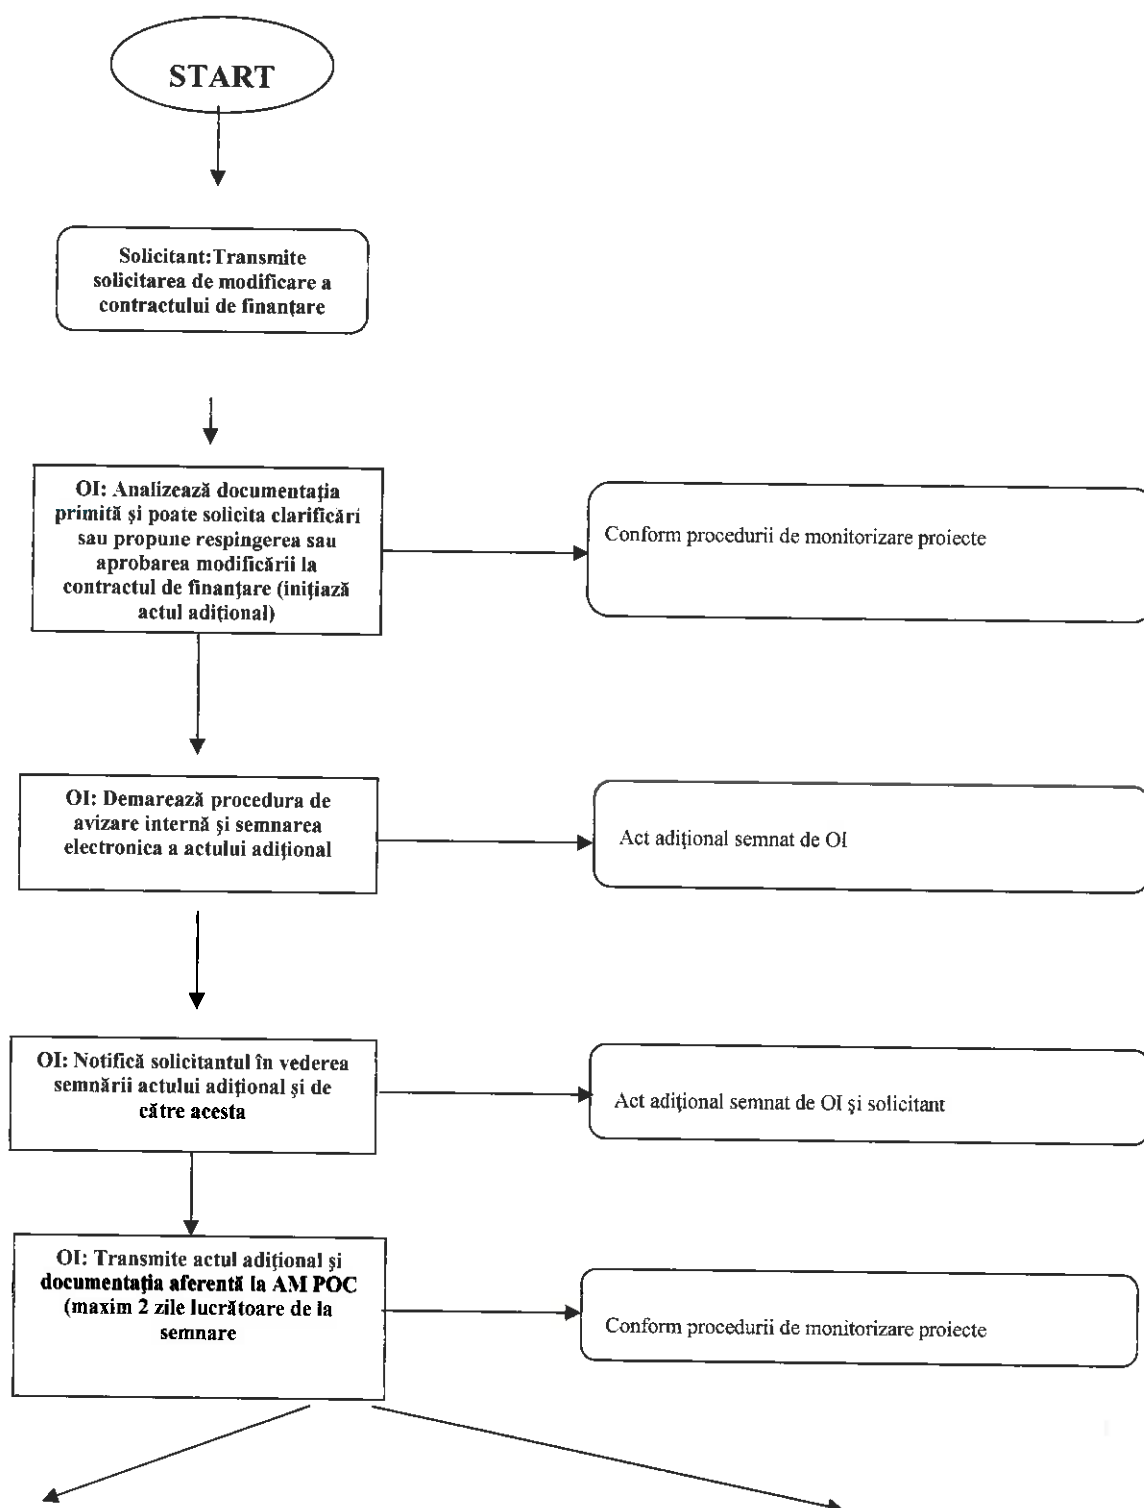 START
Solicitant:Transmite
solicitarea de modificare a
contractului de finanțare
OI: Analizează documentația
primită și poate solicita clarificări
sau propune respingerea sau
aprobarea modificării la
contractul de finanțare (inițiază
actul adițional)
Conform procedurii de monitorizare proiecte
OI: Demarează procedura de
avizare internă și semnarea
electronica a actului adițional
Act adițional semnat de OI
OI: Notifică solicitantul în vederea
semnării actului adițional și de
către acesta
Act adițional semnat de OI și solicitant
OI: Transmite actul adițional și
documentația aferentă la AM POC
(maxim 2 zile lucrătoare de la
semnare
Conform procedurii de monitorizare proiecte